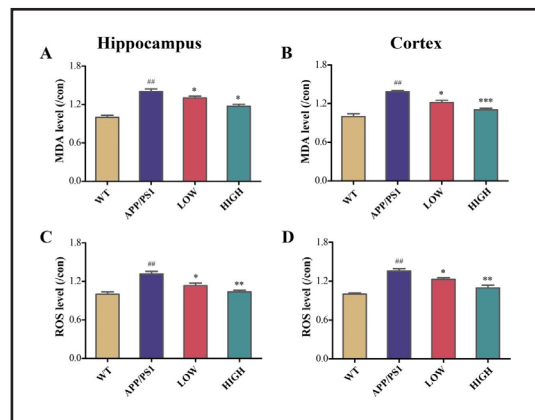 Hippocampus
Cortex
A
MDA level (/con)
1.8
1.2
0.6
0.0
##
*
*
WT
APP/PS1
LOW
HIGH
B
MDA level (/con)
1.8
1.2
0.6
0.0
##
*
***
WT
APP/PS1
LOW
HIGH
C
ROS level (/con)
1.8
1.2
0.6
0.0
##
*
**
WT
APP/PS1
LOW
HIGH
D
ROS level (/con)
1.8
1.2
0.6
0.0
##
*
**
WT
APP/PS1
LOW
HIGH